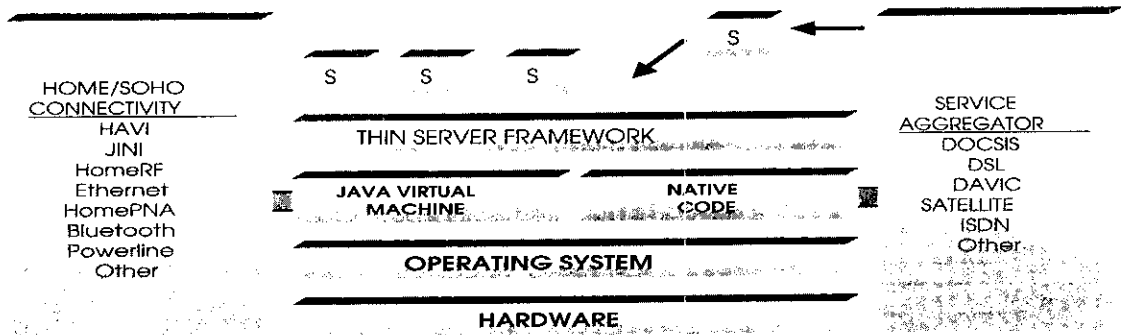 HOME/SOHO
CONNECTIVITY
HAVI
JINI
HomeRF
Ethernet
HomePNA
Bluetooth
Powerline
Other
S
S
S
S
THIN SERVER FRAMEWORK
JAVA VIRTUAL
MACHINE
NATIVE
CODE
OPERATING SYSTEM
HARDWARE
SERVICE
AGGREGATOR
DOCSIS
DSL
DAVIC
SATELLITE
ISDN
Other